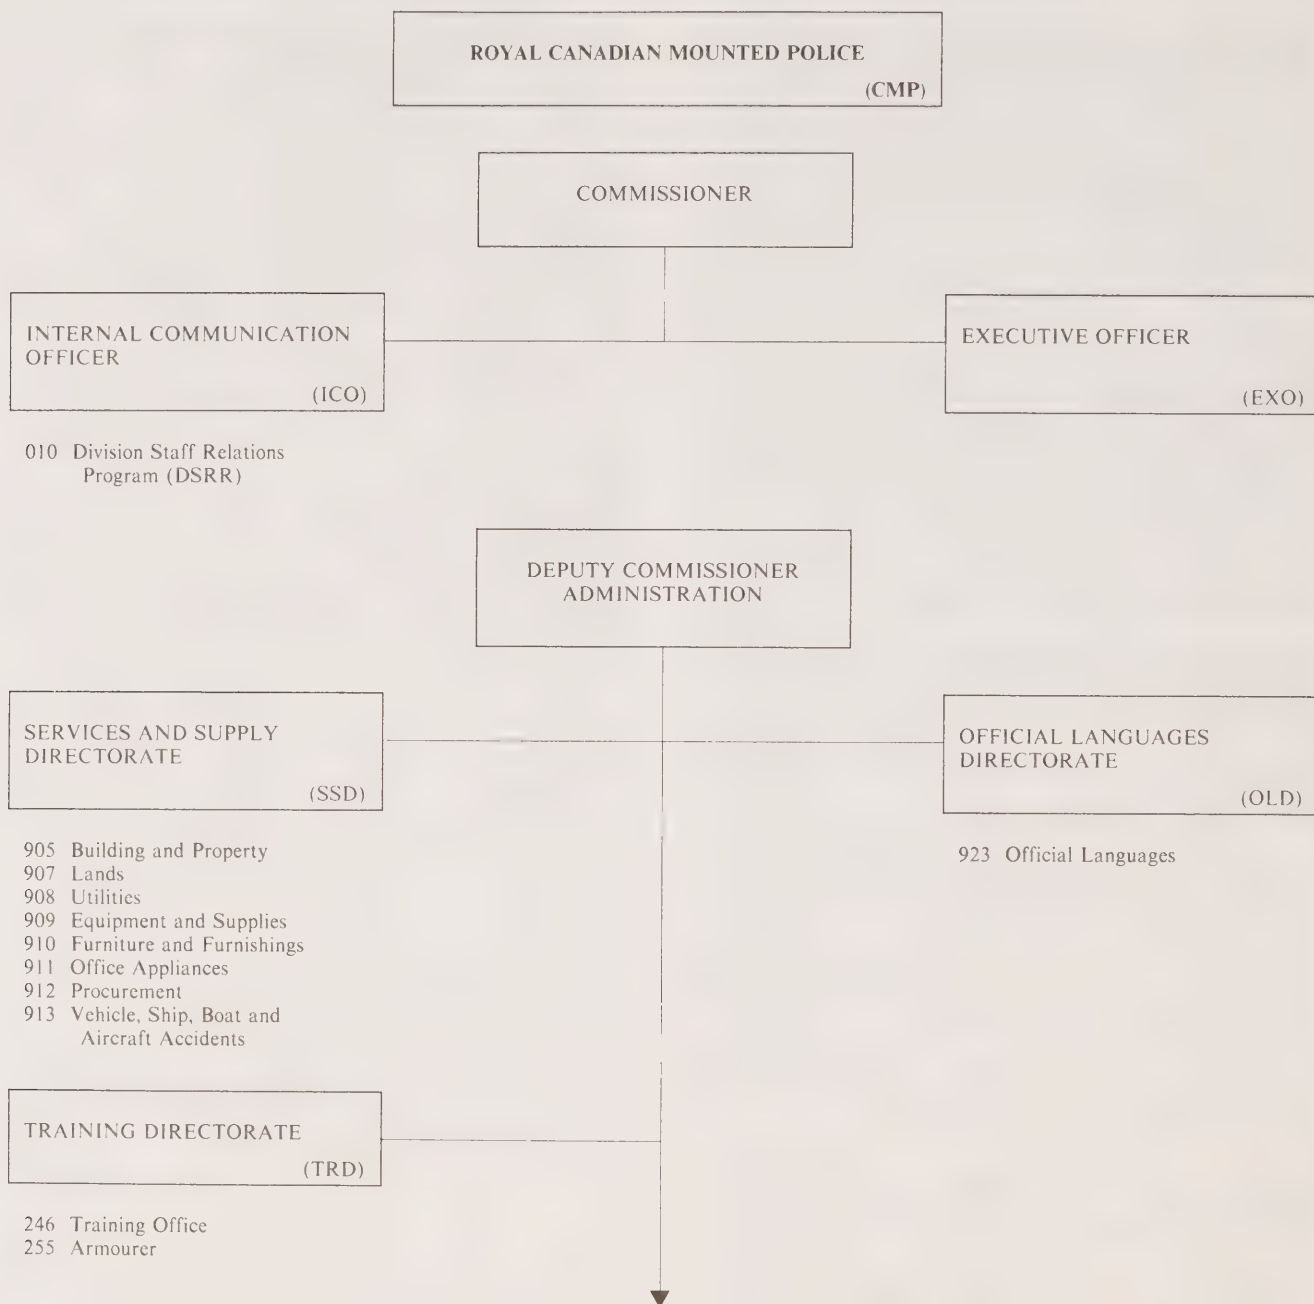 ROYAL CANADIAN MOUNTED POLICE
(CMP)
COMMISSIONER
INTERNAL COMMUNICATION
OFFICER
(ICO)
EXECUTIVE OFFICER
(EXO)
010 Division Staff Relations
Program (DSRR)
DEPUTY COMMISSIONER
ADMINISTRATION
SERVICES AND SUPPLY
DIRECTORATE
(SSD)
OFFICIAL LANGUAGES
DIRECTORATE
(OLD)
905 Building and Property
907 Lands
908 Utilities
909 Equipment and Supplies
910 Furniture and Furnishings
911 Office Appliances
912 Procurement
913 Vehicle, Ship, Boat and
Aircraft Accidents
923 Official Languages
TRAINING DIRECTORATE
(TRD)
246 Training Office
255 Armourer